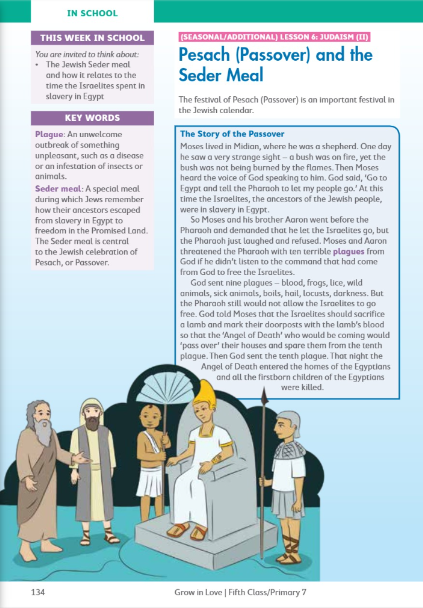 IN SCHOOL
THIS WEEK IN SCHOOL
You are invited to think about:
• The Jewish Seder meal
and how it relates to the
time the Israelites spent in
slavery in Egypt
KEY WORDS
Plague: An unwelcome
outbreak of something
unpleasant, such as a disease
or an infestation of insects or
animals.
Seder meal: A special meal
during which Jews remember
how their ancestors escaped
from slavery in Egypt to
freedom in the Promised Land.
The Seder meal is central
to the Jewish celebration of
Pesach, or Passover.
(SEASONAL/ADDITIONAL) LESSON 6: JUDAISM (II)
Pesach (Passover) and the
Seder Meal
The festival of Pesach (Passover) is an important festival in
the Jewish calendar.
The Story of the Passover
Moses lived in Midian, where he was a shepherd. One day
he saw a very strange sight – a bush was on fire, yet the
bush was not being burned by the flames. Then Moses
heard the voice of God speaking to him. God said, ‘Go to
Egypt and tell the Pharaoh to let my people go.’ At this
time the Israelites, the ancestors of the Jewish people,
were in slavery in Egypt.
So Moses and his brother Aaron went before the
Pharaoh and demanded that he let the Israelites go, but
the Pharaoh just laughed and refused. Moses and Aaron
threatened the Pharaoh with ten terrible plagues from
God if he didn’t listen to the command that had come
from God to free the Israelites.
God sent nine plagues – blood, frogs, lice, wild
animals, sick animals, boils, hail, locusts, darkness. But
the Pharaoh still would not allow the Israelites to go
free. God told Moses that the Israelites should sacrifice
a lamb and mark their doorposts with the lamb’s blood
so that the ‘Angel of Death’ who would be coming would
‘pass over’ their houses and spare them from the tenth
plague. Then God sent the tenth plague. That night the
Angel of Death entered the homes of the Egyptians
and all the firstborn children of the Egyptians
were killed.
134
Grow in Love | Fifth Class/Primary 7